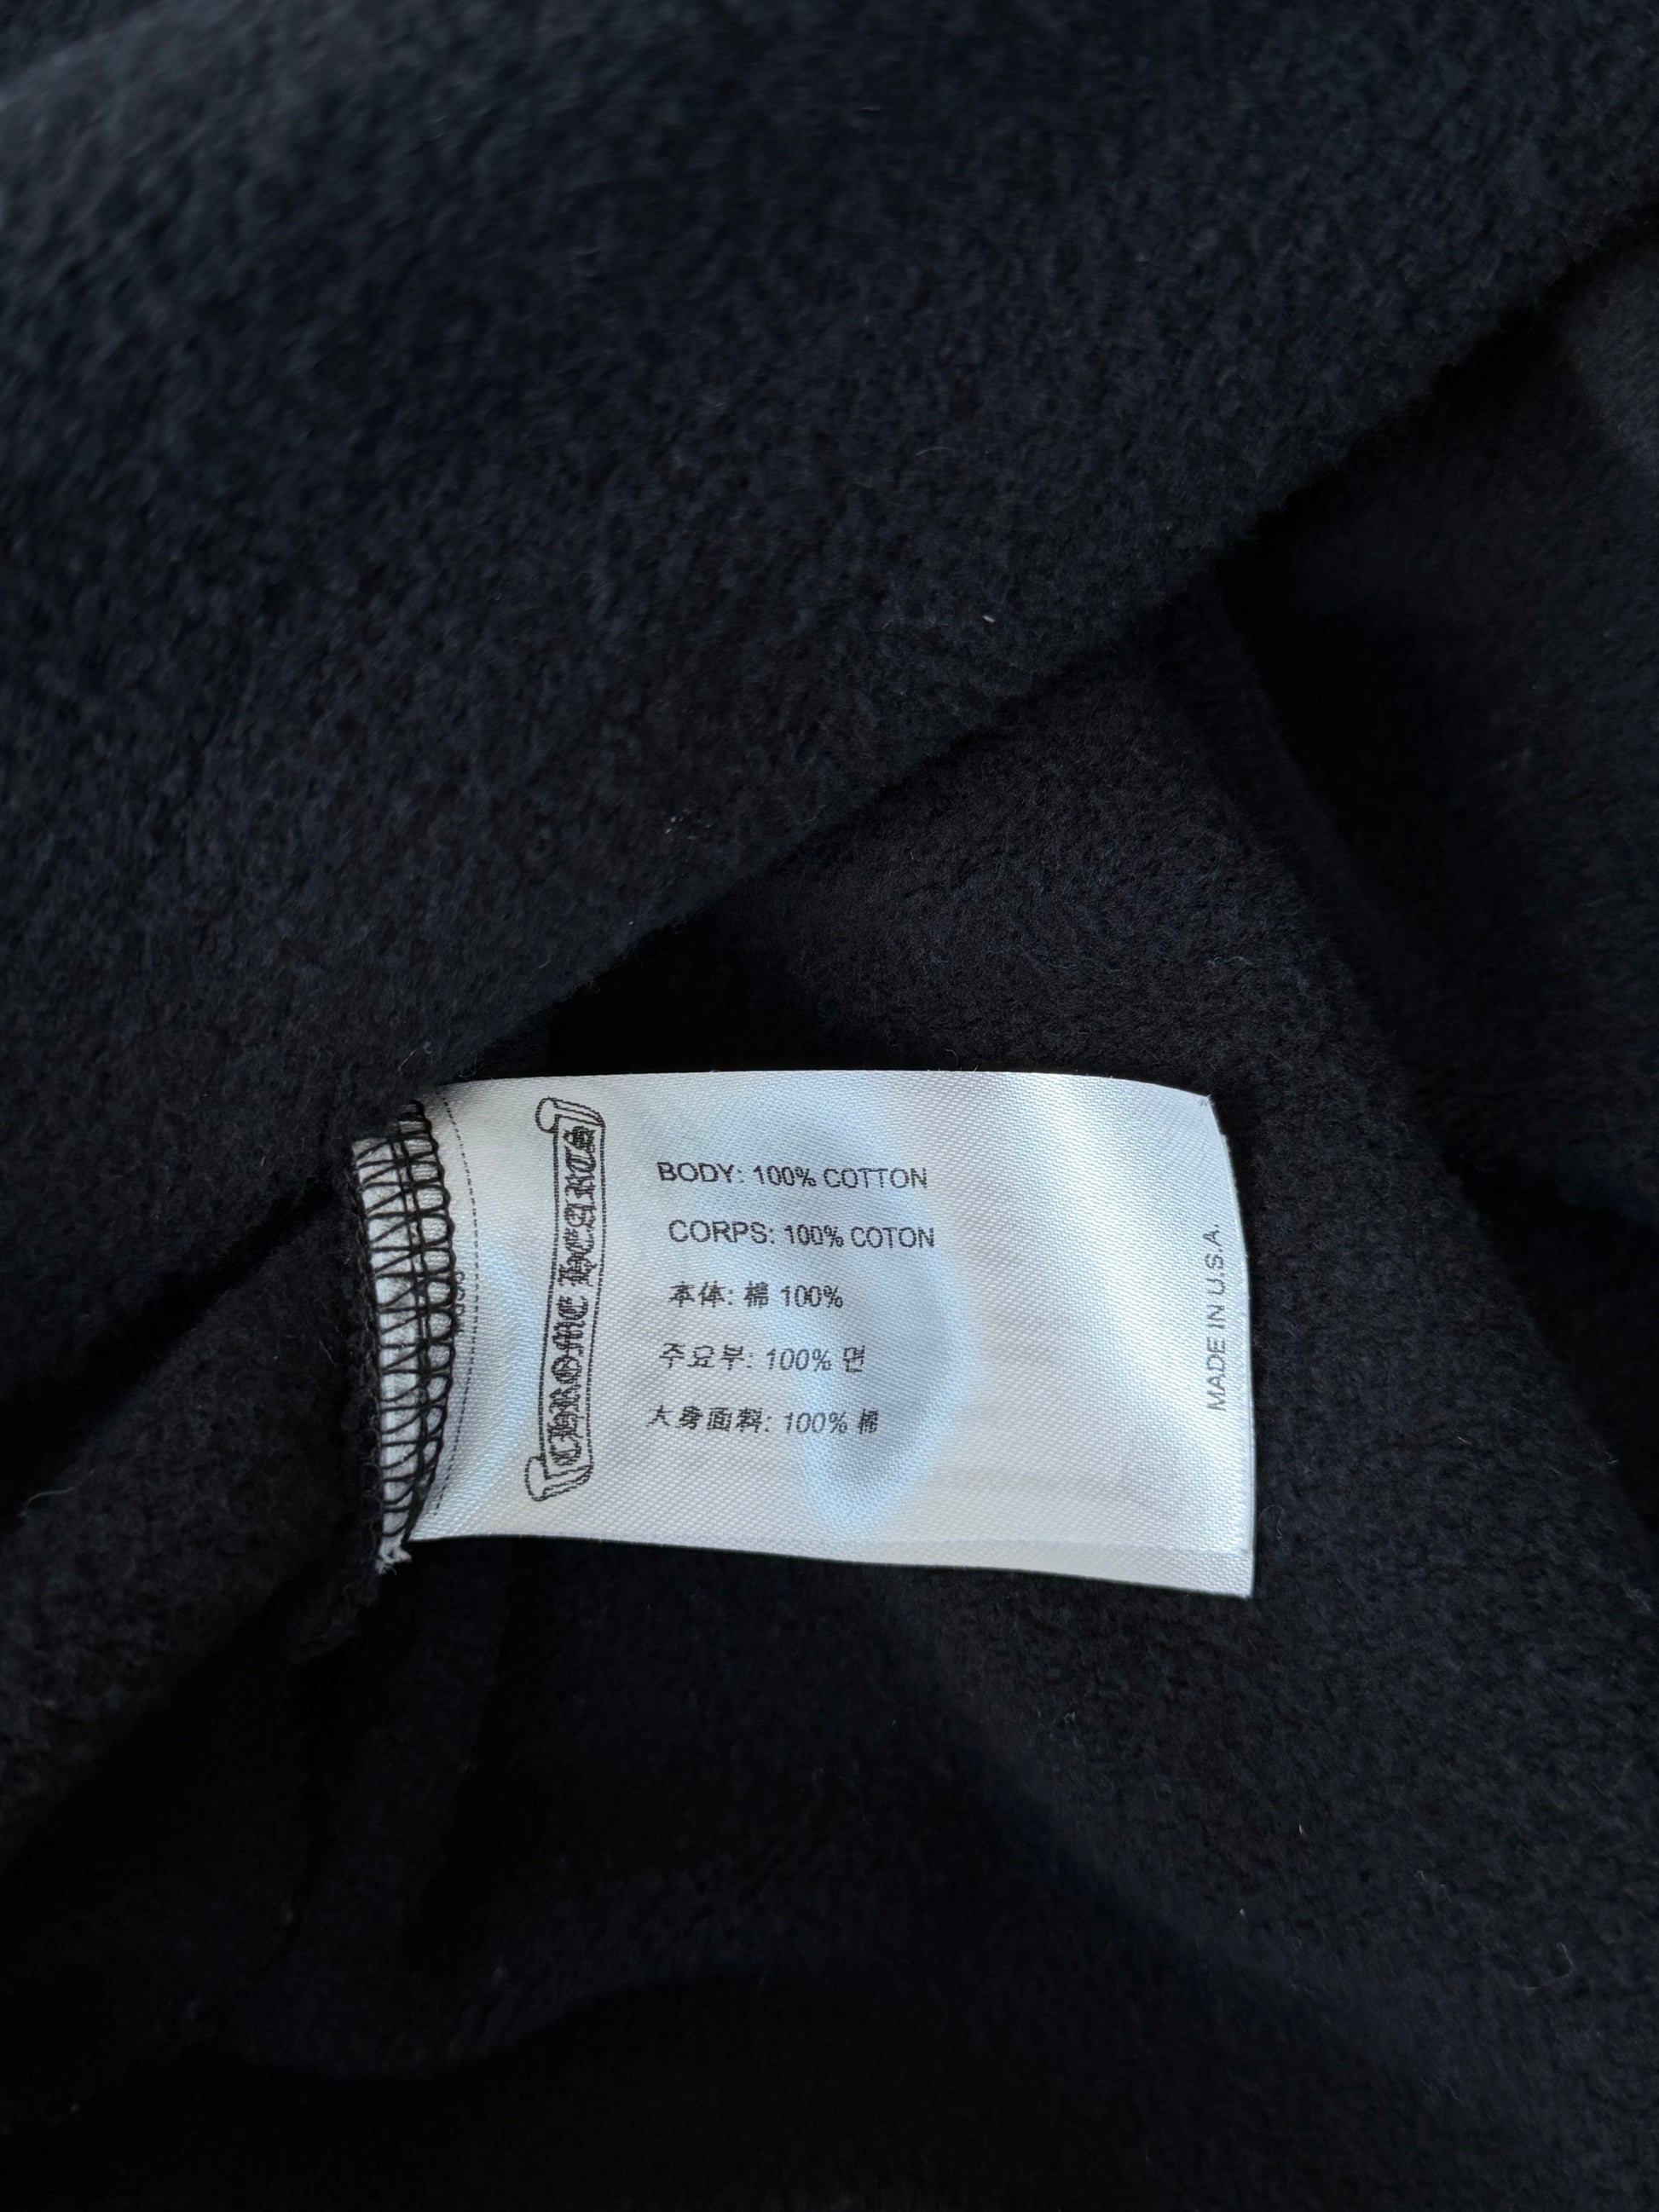 CHROME HEARTS
BODY: 100% COTTON
CORPS: 100% COTON
本体: 棉 100%
주요부: 100% 면
大身面料: 100% 棉
MADE IN U.S.A.